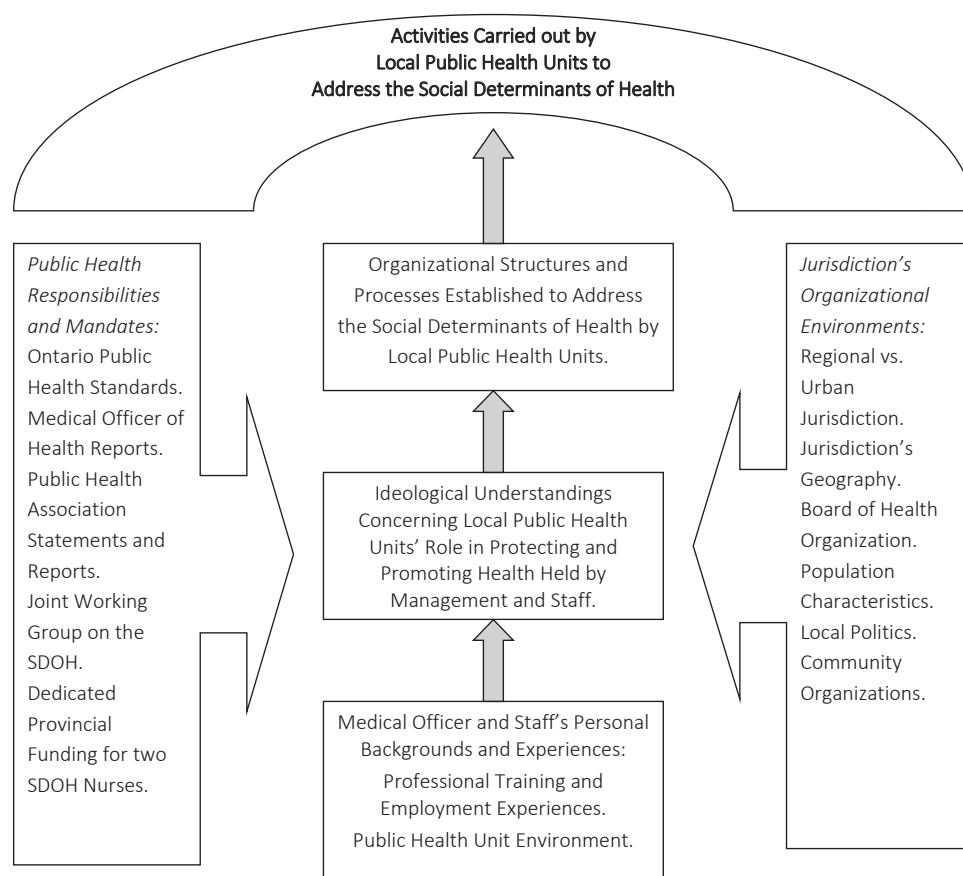 Activities Carried out by
Local Public Health Units to
Address the Social Determinants of Health
Public Health
Responsibilities
and Mandates:
Ontario Public
Health Standards.
Medical Officer of
Health Reports.
Public Health
Association
Statements and
Reports.
Joint Working
Group on the
SDOH.
Dedicated
Provincial
Funding for two
SDOH Nurses.
Organizational Structures and
Processes Established to Address
the Social Determinants of Health by
Local Public Health Units.
Ideological Understandings
Concerning Local Public Health
Units’ Role in Protecting and
Promoting Health Held by
Management and Staff.
Medical Officer and Staff’s Personal
Backgrounds and Experiences:
Professional Training and
Employment Experiences.
Public Health Unit Environment.
Jurisdiction’s
Organizational
Environments:
Regional vs.
Urban
Jurisdiction.
Jurisdiction’s
Geography.
Board of Health
Organization.
Population
Characteristics.
Local Politics.
Community
Organizations.